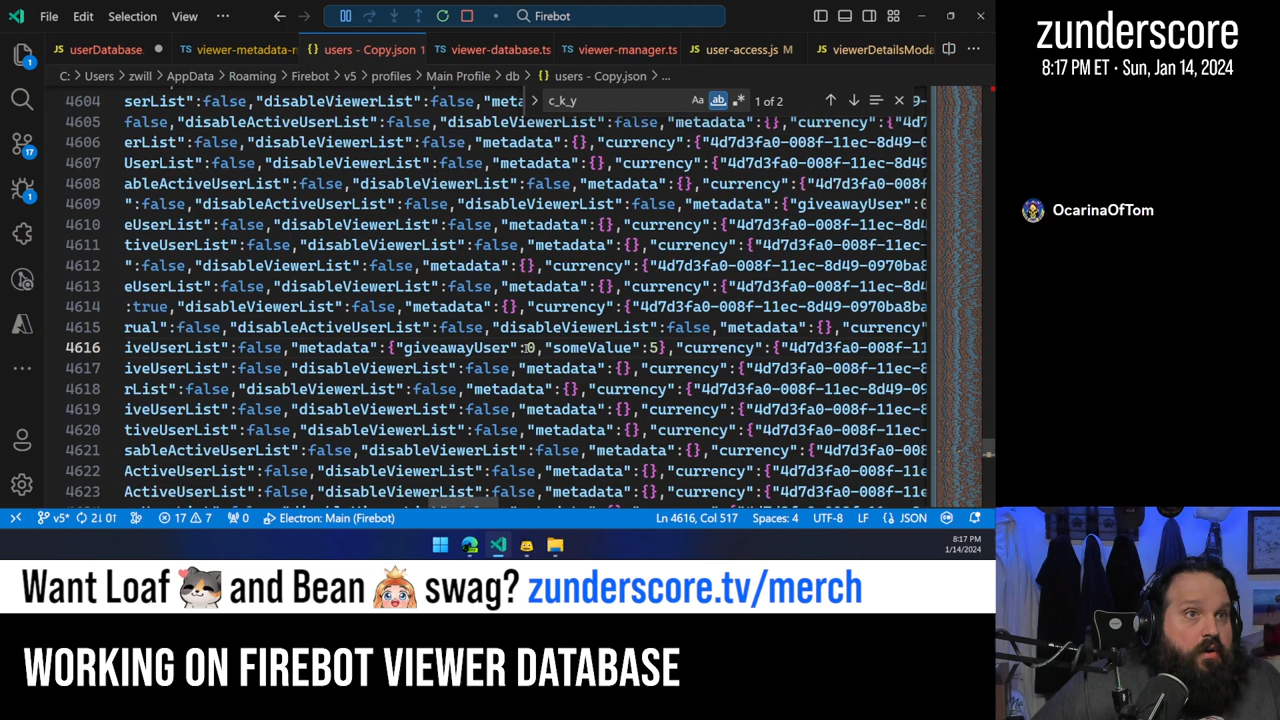 File Edit Selection View ··· Firebot
userDatabase. viewer-metadata-m users - Copy.json 1 viewer-database.ts viewer-manager.ts user-access.js M viewerDetailsModa
C: > Users > zwill > AppData > Roaming > Firebot > v5 > profiles > Main Profile > db > {} users - Copy.json > ...
c_k_y Aa ab 1 of 2
4604 serList":false,"disableActiveUserList":false,"meta
4605 false,"disableActiveUserList":false,"disableViewerList":false,"metadata":{},"currency":{"4d7
4606 erList":false,"disableViewerList":false,"metadata":{},"currency":{"4d7d3fa0-008f-11ec-8d49-0
4607 UserList":false,"disableViewerList":false,"metadata":{},"currency":{"4d7d3fa0-008f-11ec-8d49
4608 ableActiveUserList":false,"disableViewerList":false,"metadata":{},"currency":{"4d7d3fa0-008f
4609 ":false,"disableActiveUserList":false,"disableViewerList":false,"metadata":{"giveawayUser":0
4610 eUserList":false,"disableViewerList":false,"metadata":{},"currency":{"4d7d3fa0-008f-11ec-8d4
4611 tiveUserList":false,"disableViewerList":false,"metadata":{},"currency":{"4d7d3fa0-008f-11ec-
4612 ":false,"disableViewerList":false,"metadata":{},"currency":{"4d7d3fa0-008f-11ec-8d49-0970ba8
4613 eUserList":false,"disableViewerList":false,"metadata":{},"currency":{"4d7d3fa0-008f-11ec-8d4
4614 :true,"disableViewerList":false,"metadata":{},"currency":{"4d7d3fa0-008f-11ec-8d49-0970ba8ba
4615 rual":false,"disableActiveUserList":false,"disableViewerList":false,"metadata":{},"currency"
4616 iveUserList":false,"metadata":{"giveawayUser":0,"someValue":5},"currency":{"4d7d3fa0-008f-11
4617 iveUserList":false,"disableViewerList":false,"metadata":{},"currency":{"4d7d3fa0-008f-11ec-8
4618 rList":false,"disableViewerList":false,"metadata":{},"currency":{"4d7d3fa0-008f-11ec-8d49-09
4619 iveUserList":false,"disableViewerList":false,"metadata":{},"currency":{"4d7d3fa0-008f-11ec-8
4620 tiveUserList":false,"disableViewerList":false,"metadata":{},"currency":{"4d7d3fa0-008f-11ec-
4621 sableActiveUserList":false,"disableViewerList":false,"metadata":{},"currency":{"4d7d3fa0-008
4622 ActiveUserList":false,"disableViewerList":false,"metadata":{},"currency":{"4d7d3fa0-008f-11e
4623 ActiveUserList":false,"disableViewerList":false,"metadata":{},"currency":{"4d7d3fa0-008f-11e
v5* 21↓ 0↑ 17 7 0 Electron: Main (Firebot) Ln 4616, Col 517 Spaces: 4 UTF-8 LF {} JSON
8:17 PM
1/14/2024
Want Loaf and Bean swag? zunderscore.tv/merch
WORKING ON FIREBOT VIEWER DATABASE
zunderscore
8:17 PM ET · Sun, Jan 14, 2024
OcarinaOfTom